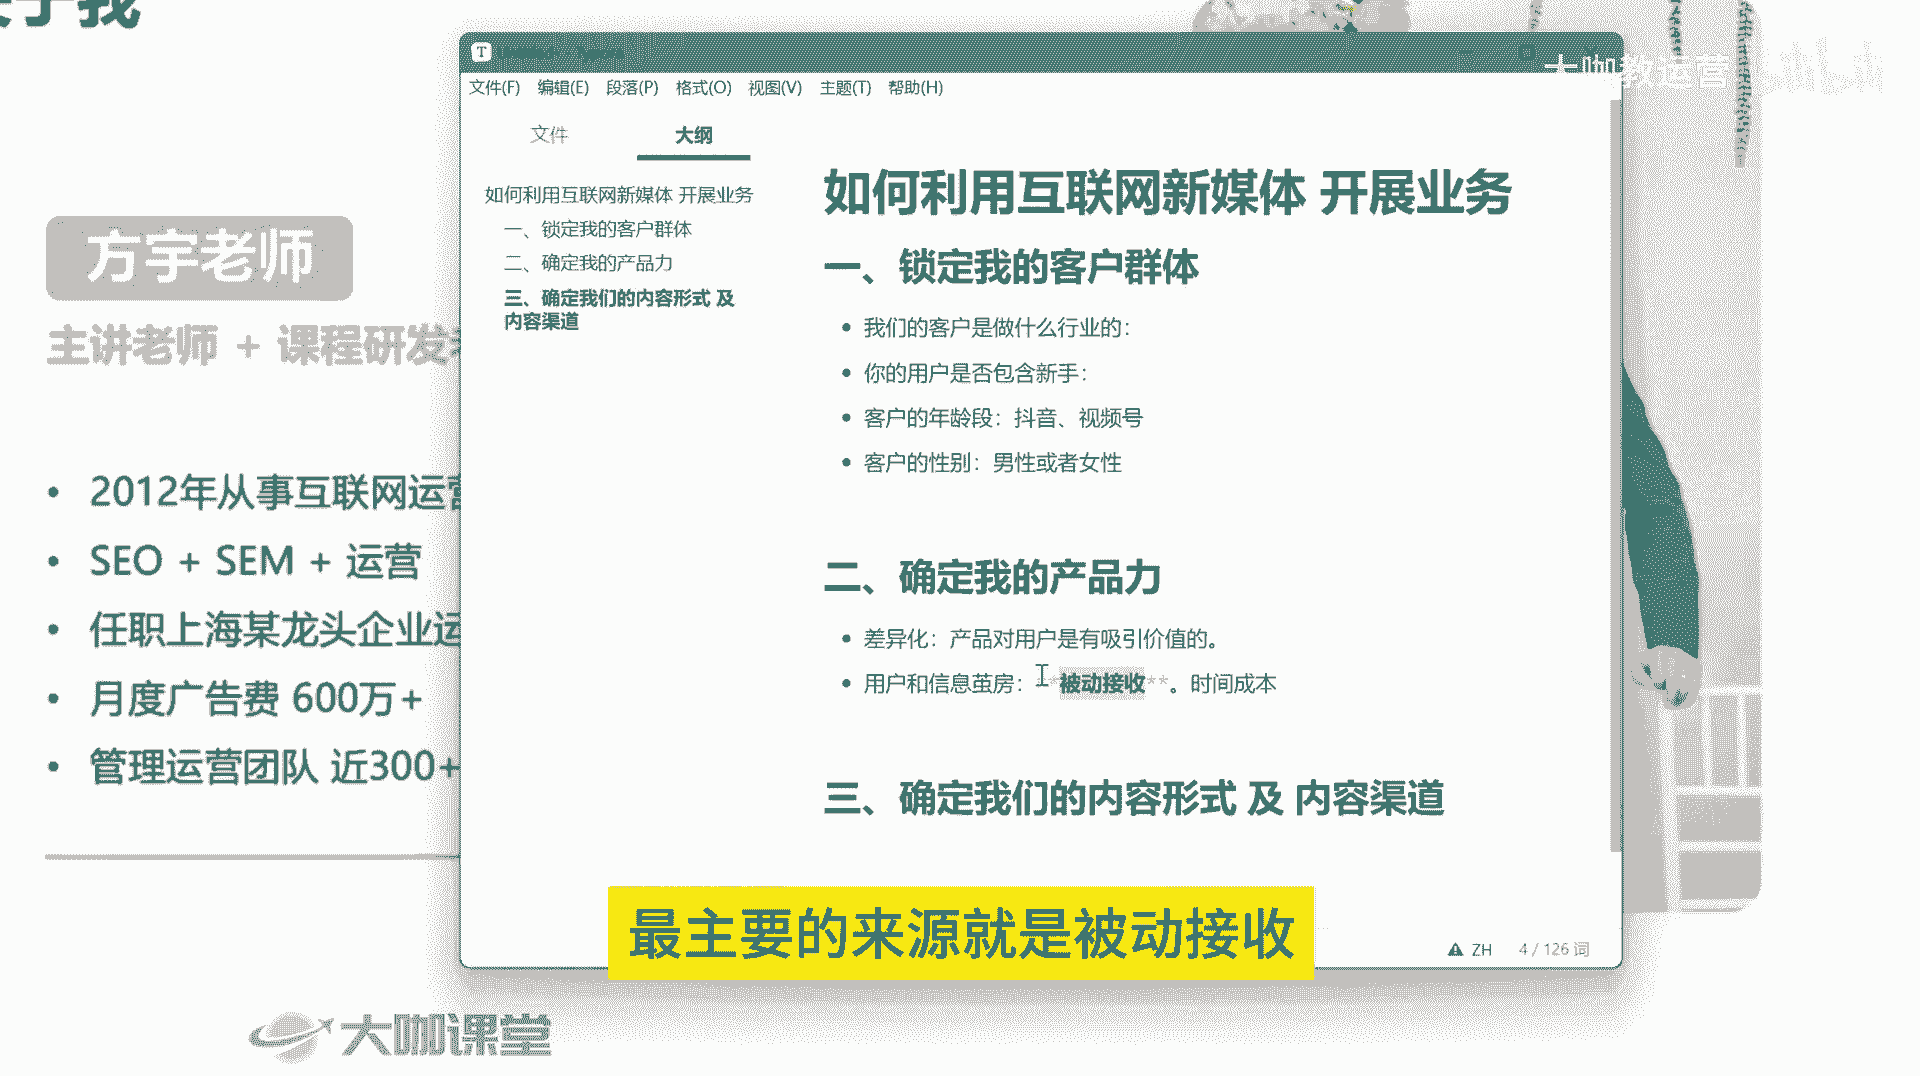 于我
方宇老师
主讲老师 + 课程研发
2012年从事互联网运营
SEO + SEM + 运营
任职上海某龙头企业运
月度广告费 600万+
管理运营团队 近300+
大咖课堂
T
文件(F) 编辑(E) 段落(P) 格式(O) 视图(V) 主题(T) 帮助(H)
文件 大纲
如何利用互联网新媒体 开展业务
一、锁定我的客户群体
二、确定我的产品力
三、确定我们的内容形式 及
内容渠道
如何利用互联网新媒体 开展业务
一、锁定我的客户群体
我们的客户是做什么行业的：
你的用户是否包含新手：
客户的年龄段：抖音、视频号
客户的性别：男性或者女性
二、确定我的产品力
差异化：产品对用户是有吸引价值的。
用户和信息茧房：**被动接收**。时间成本
三、确定我们的内容形式 及 内容渠道
ZH 4 / 126 词
最主要的来源就是被动接收
大咖教运营 bilibili